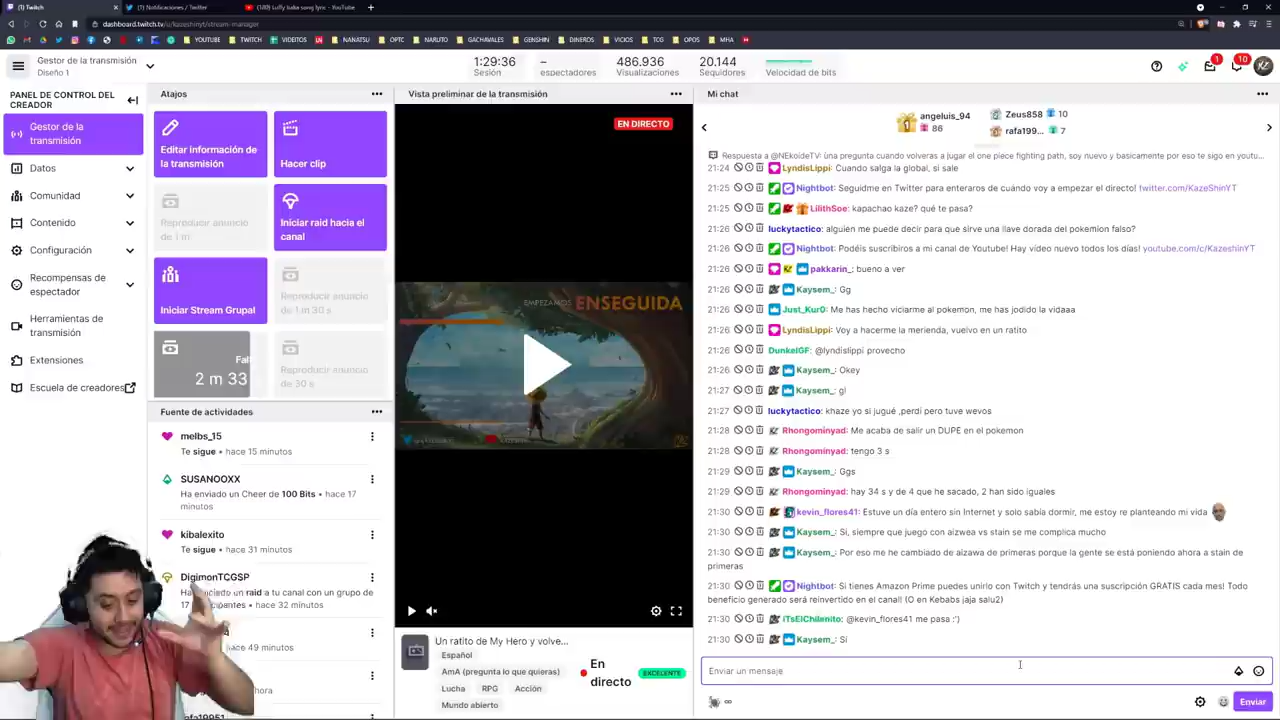 (1) Twitch
(1) Notificaciones / Twitter
(180) Luffy taka song lyric - YouTube
dashboard.twitch.tv/u/kazeshinyt/stream-manager
YOUTUBE
TWITCH
VIDEITOS
NANATSU
OPTC
NARUTO
GACHAVALES
GENSHIN
DINEROS
VICIOS
TCG
OPOS
MHA
Gestor de la transmisión
Diseño 1
1:29:36
Sesión
–
espectadores
486.936
Visualizaciones
20.144
Seguidores
Velocidad de bits
1
10
PANEL DE CONTROL DEL
CREADOR
Gestor de la
transmisión
Datos
Comunidad
Contenido
Configuración
Recompensas de
espectador
Herramientas de
transmisión
Extensiones
Escuela de creadores
Atajos
Editar información de
la transmisión
Hacer clip
Reproducir anuncio
de 1 m
Iniciar raid hacia el
canal
Iniciar Stream Grupal
Reproducir anuncio
de 1 m 30 s
Fal
2 m 33
Reproducir anuncio
de 30 s
Fuente de actividades
melbs_15
Te sigue • hace 15 minutos
SUSANOOXX
Ha enviado un Cheer de 100 Bits • hace 17
minutos
kibalexito
Te sigue • hace 31 minutos
DigimonTCGSP
raid a tu canal con un grupo de
17
• hace 32 minutos
49 minutos
hora
Vista preliminar de la transmisión
EN DIRECTO
EMPEZAMOS ENSEGUIDA
Un ratito de My Hero y volve...
Español
AmA (pregunta lo que quieras)
Lucha
RPG
Acción
Mundo abierto
En
directo
EXCELENTE
Mi chat
angeluis_94
86
Zeus858 10
rafa199... 7
Respuesta a @NEkoideTV: una pregunta cuando volveras a jugar el one piece fighting path, soy nuevo y basicamente por eso te sigo en youtu...
21:24 LyndisLippi: Cuando salga la global, si sale
21:25 Nightbot: Seguidme en Twitter para enteraros de cuándo voy a empezar el directo! twitter.com/KazeShinYT
21:25 LilithSoe: kapachao kaze? qué te pasa?
21:26 luckytactico: alguien me puede decir para que sirve una llave dorada del pokemion falso?
21:26 Nightbot: Podéis suscribiros a mi canal de Youtube! Hay vídeo nuevo todos los días! youtube.com/c/KazeshinYT
21:26 pakkarin_: bueno a ver
21:26 Kaysem_: Gg
21:26 Just_Kur0: Me has hecho viciarme al pokemon, me has jodido la vidaaa
21:26 LyndisLippi: Voy a hacerme la merienda, vuelvo en un ratito
21:26 DunkelGF: @lyndislippi provecho
21:26 Kaysem_: Okey
21:27 Kaysem_: gl
21:27 luckytactico: khaze yo si jugué ,perdi pero tuve wevos
21:28 Rhongominyad: Me acaba de salir un DUPE en el pokemon
21:28 Rhongominyad: tengo 3 s
21:29 Kaysem_: Ggs
21:29 Rhongominyad: hay 34 s y de 4 que he sacado, 2 han sido iguales
21:30 kevin_flores41: Estuve un día entero sin Internet y solo sabía dormir, me estoy re planteando mi vida
21:30 Kaysem_: Si, siempre que juego con aizwea vs stain se me complica mucho
21:30 Kaysem_: Por eso me he cambiado de aizawa de primeras porque la gente se está poniendo ahora a stain de
primeras
21:30 Nightbot: Si tienes Amazon Prime puedes unirlo con Twitch y tendrás una suscripción GRATIS cada mes! Todo
beneficio generado será reinvertido en el canal! (O en Kebabs jaja salu2)
21:30 iTsElChilenito: @kevin_flores41 me pasa :')
21:30 Kaysem_: Si
Enviar un mensaje
Enviar